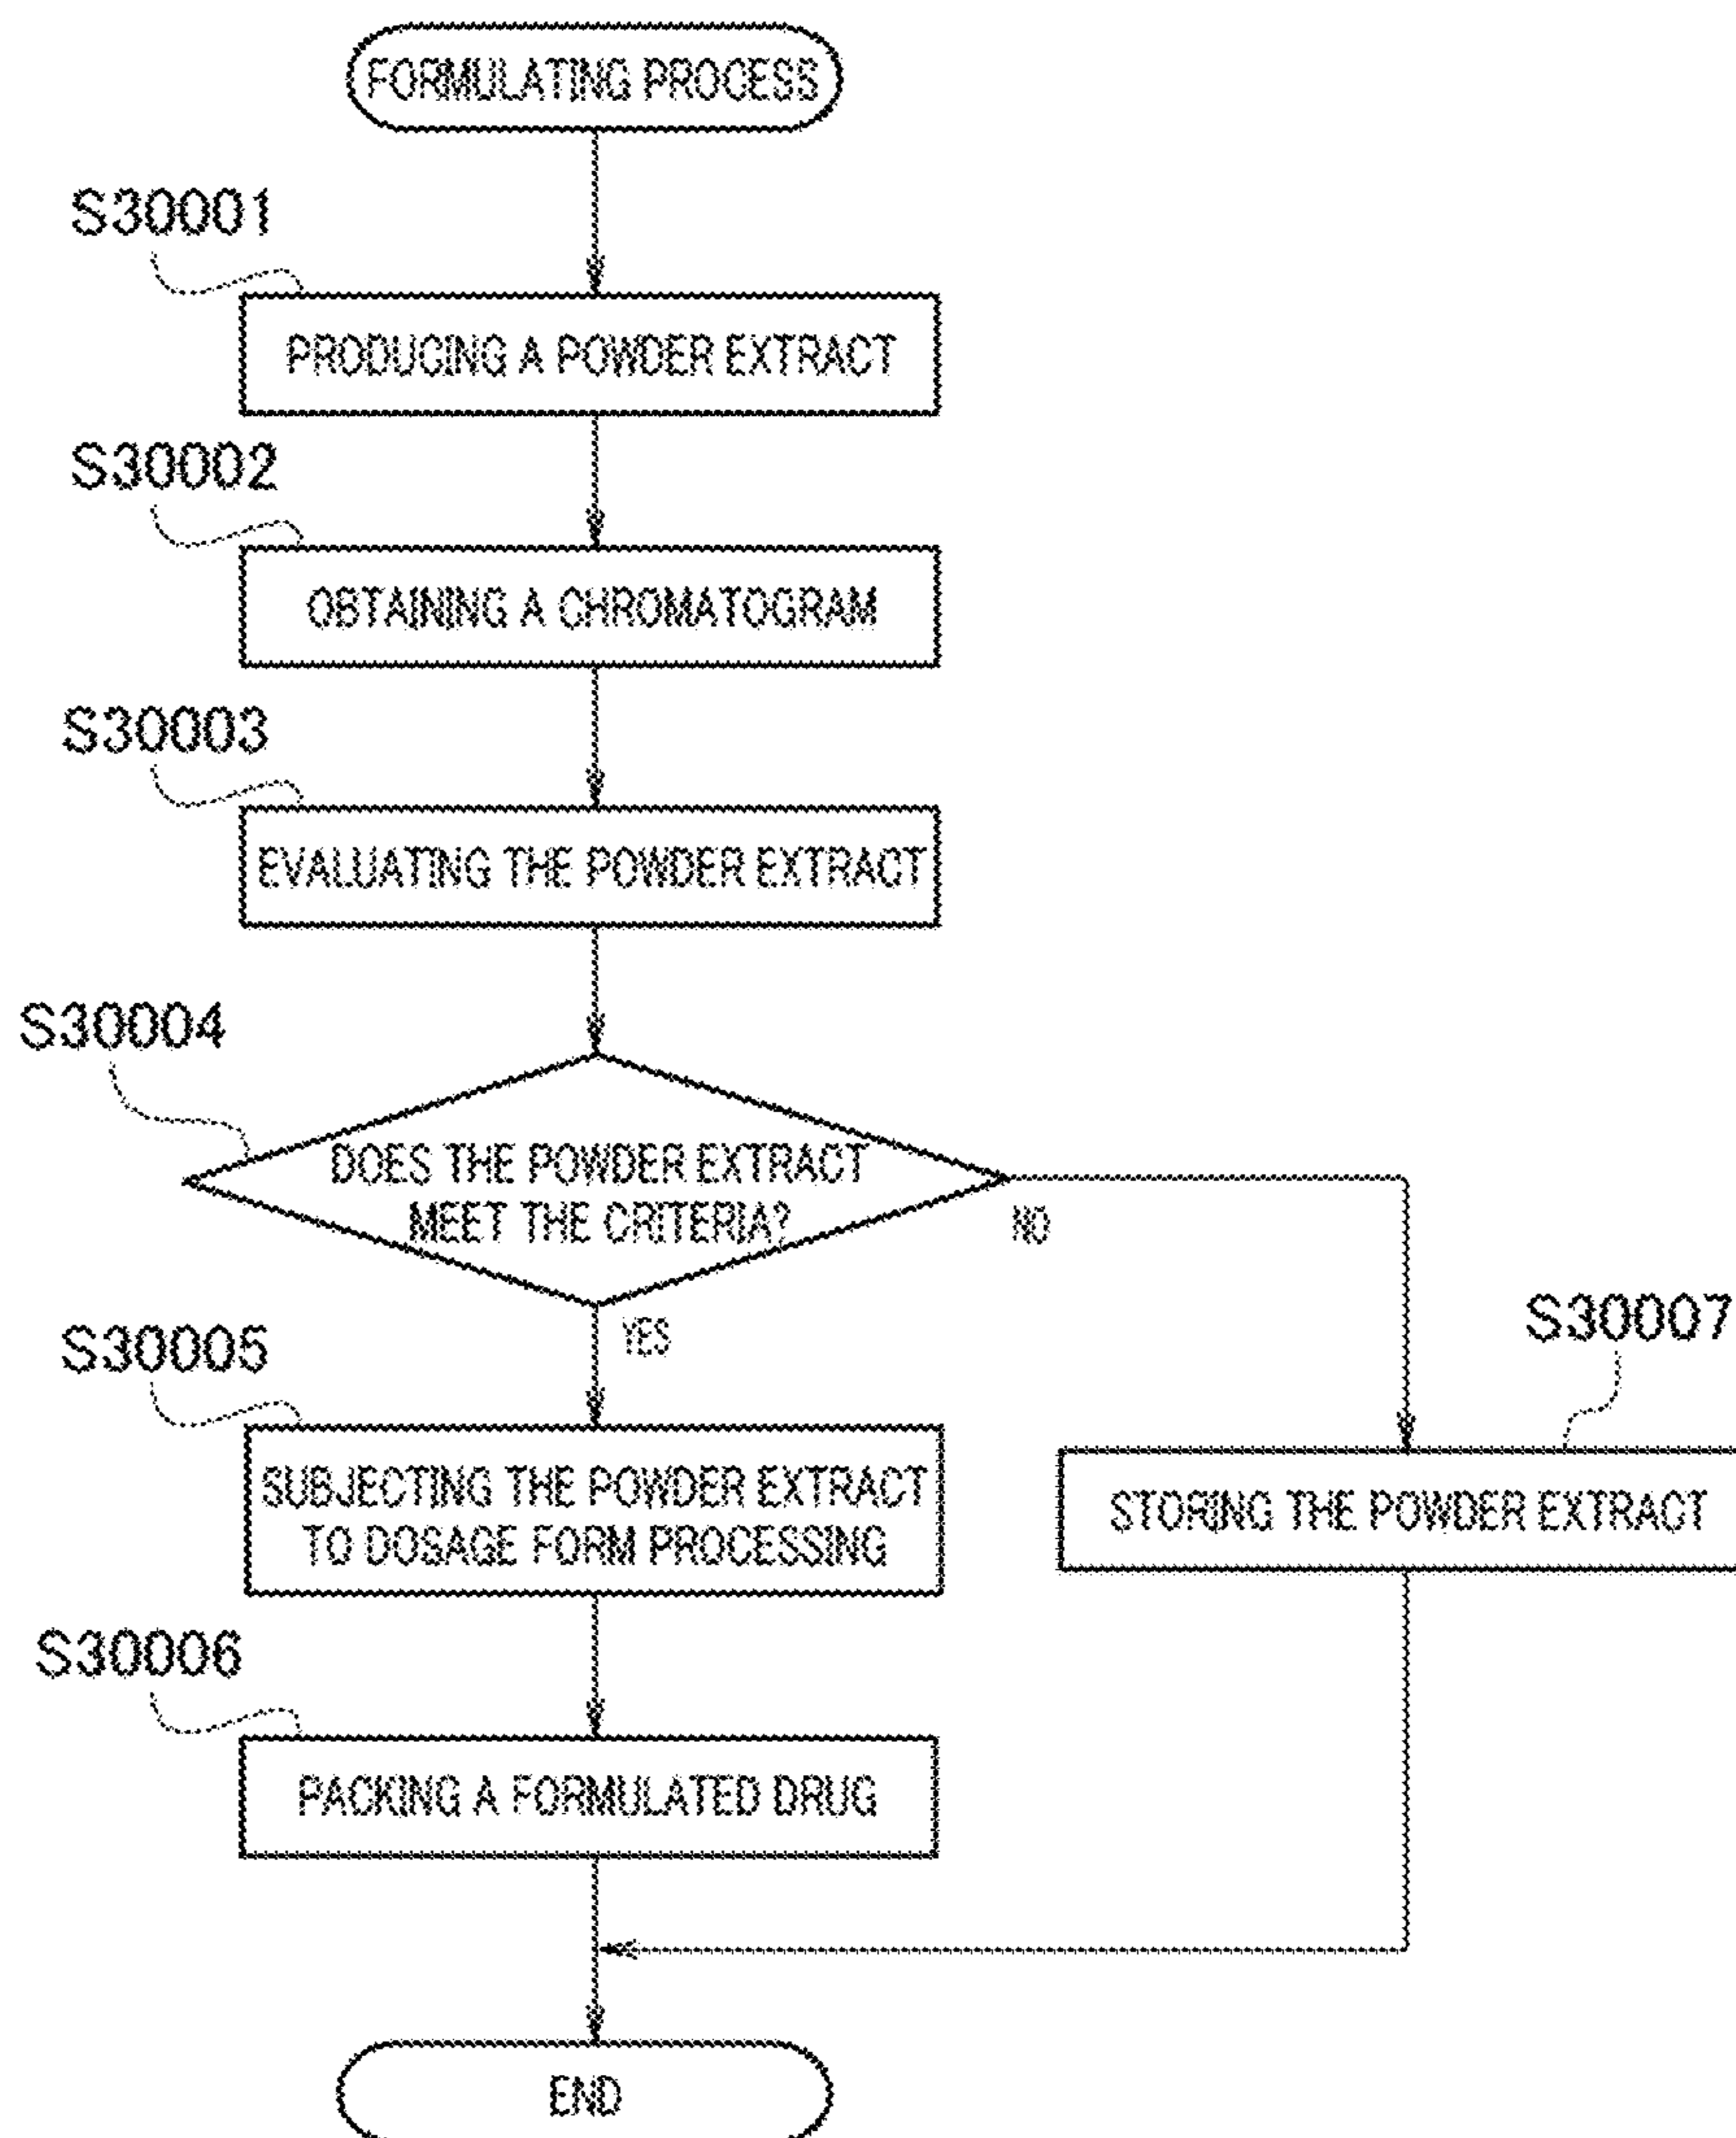 FORMULATING PROCESS
S30001
PRODUCING A POWDER EXTRACT
S30002
OBTAINING A CHROMATOGRAM
S30003
EVALUATING THE POWDER EXTRACT
S30004
DOES THE POWDER EXTRACT
MEET THE CRITERIA?
NO
YES
S30005
SUBJECTING THE POWDER EXTRACT
TO DOSAGE FORM PROCESSING
S30007
STORING THE POWDER EXTRACT
S30006
PACKING A FORMULATED DRUG
END